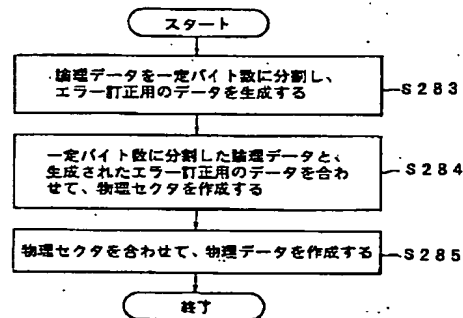 スタート
論理データを一定バイト数に分割し、
エラー訂正用のデータを生成する
S283
一定バイト数に分割した論理データと、
生成されたエラー訂正用のデータを合わ
せて、物理セクタを作成する
S284
物理セクタを合わせて、物理データを作成する
S285
終了